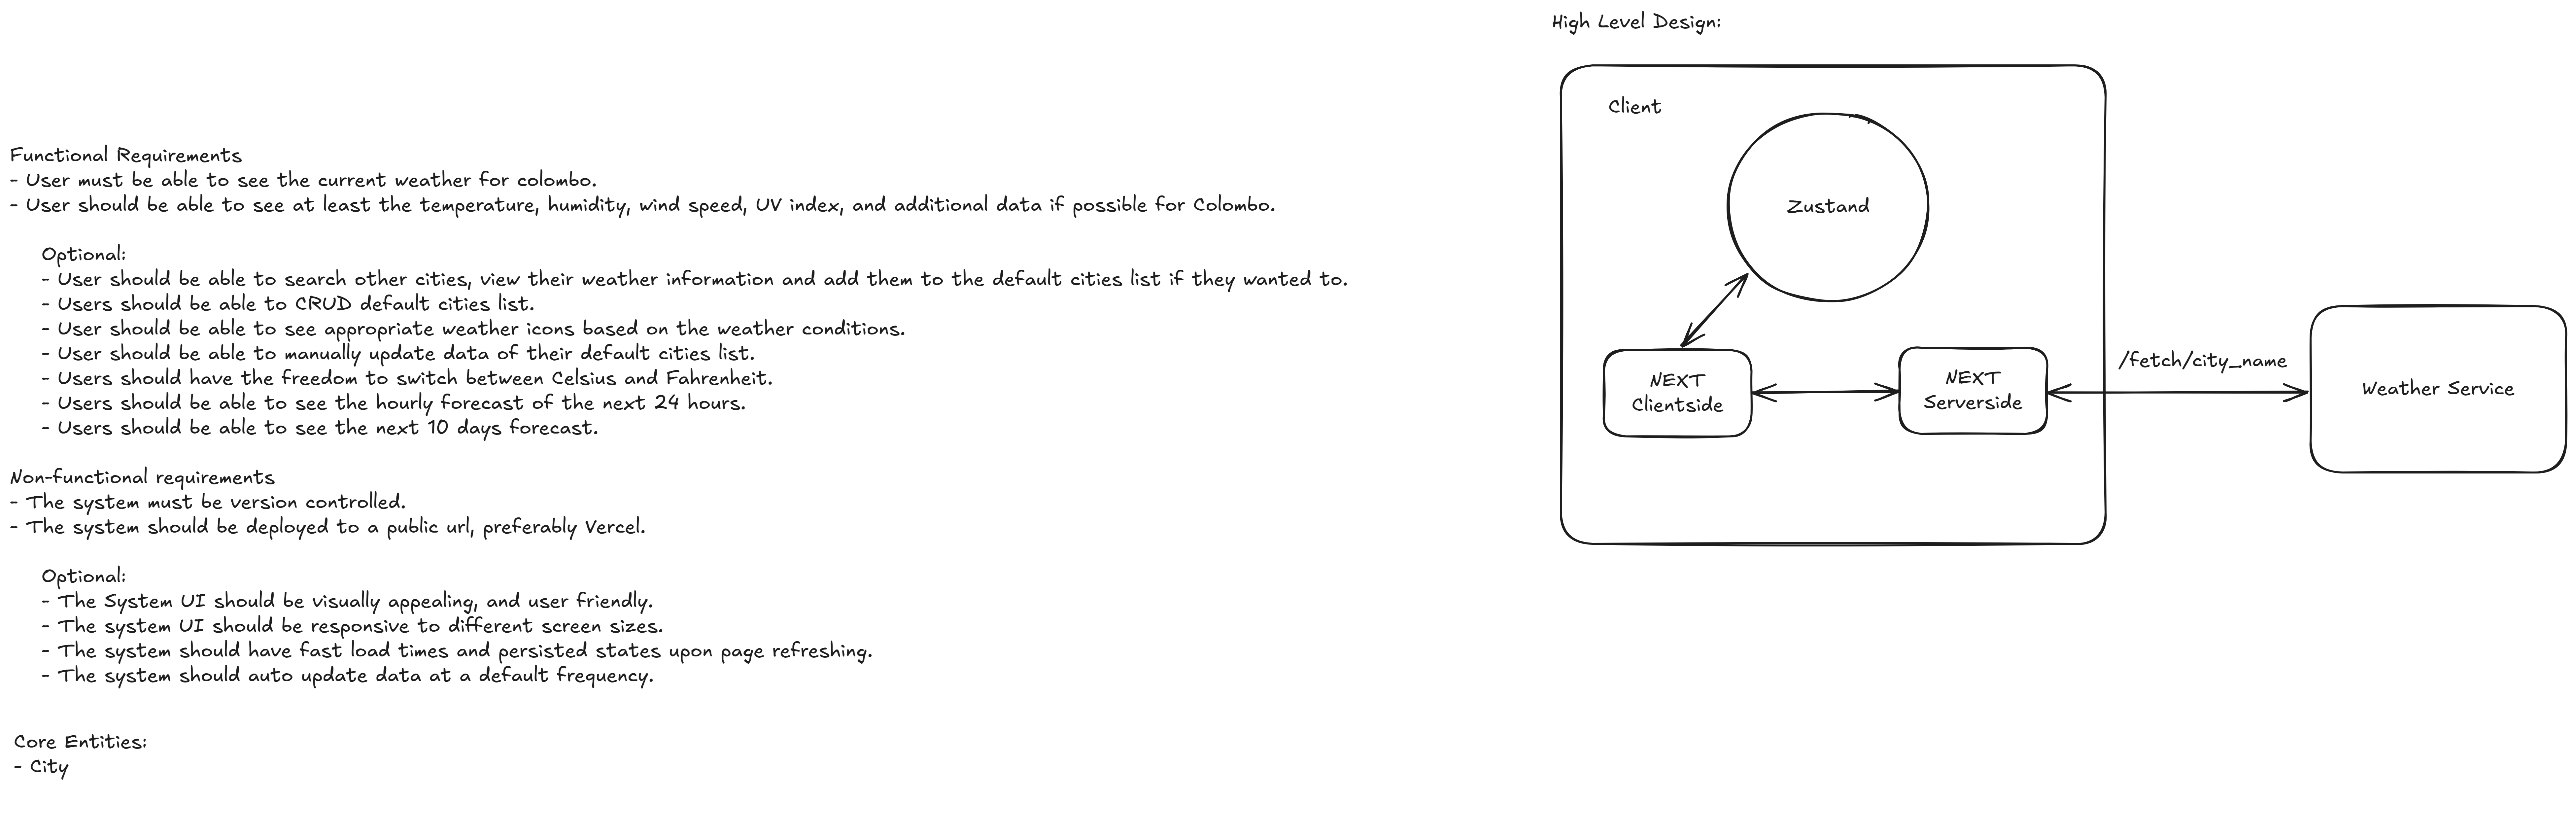 Functional Requirements
- User must be able to see the current weather for colombo.
- User should be able to see at least the temperature, humidity, wind speed, UV index, and additional data if possible for Colombo.
Optional:
- User should be able to search other cities, view their weather information and add them to the default cities list if they wanted to.
- Users should be able to CRUD default cities list.
- User should be able to see appropriate weather icons based on the weather conditions.
- User should be able to manually update data of their default cities list.
- Users should have the freedom to switch between Celsius and Fahrenheit.
- Users should be able to see the hourly forecast of the next 24 hours.
- Users should be able to see the next 10 days forecast.
Non-functional requirements
- The system must be version controlled.
- The system should be deployed to a public url, preferably Vercel.
Optional:
- The System UI should be visually appealing, and user friendly.
- The system UI should be responsive to different screen sizes.
- The system should have fast load times and persisted states upon page refreshing.
- The system should auto update data at a default frequency.
Core Entities:
- City
High Level Design:
Client
Zustand
NEXT
Clientside
NEXT
Serverside
/fetch/city_name
Weather Service